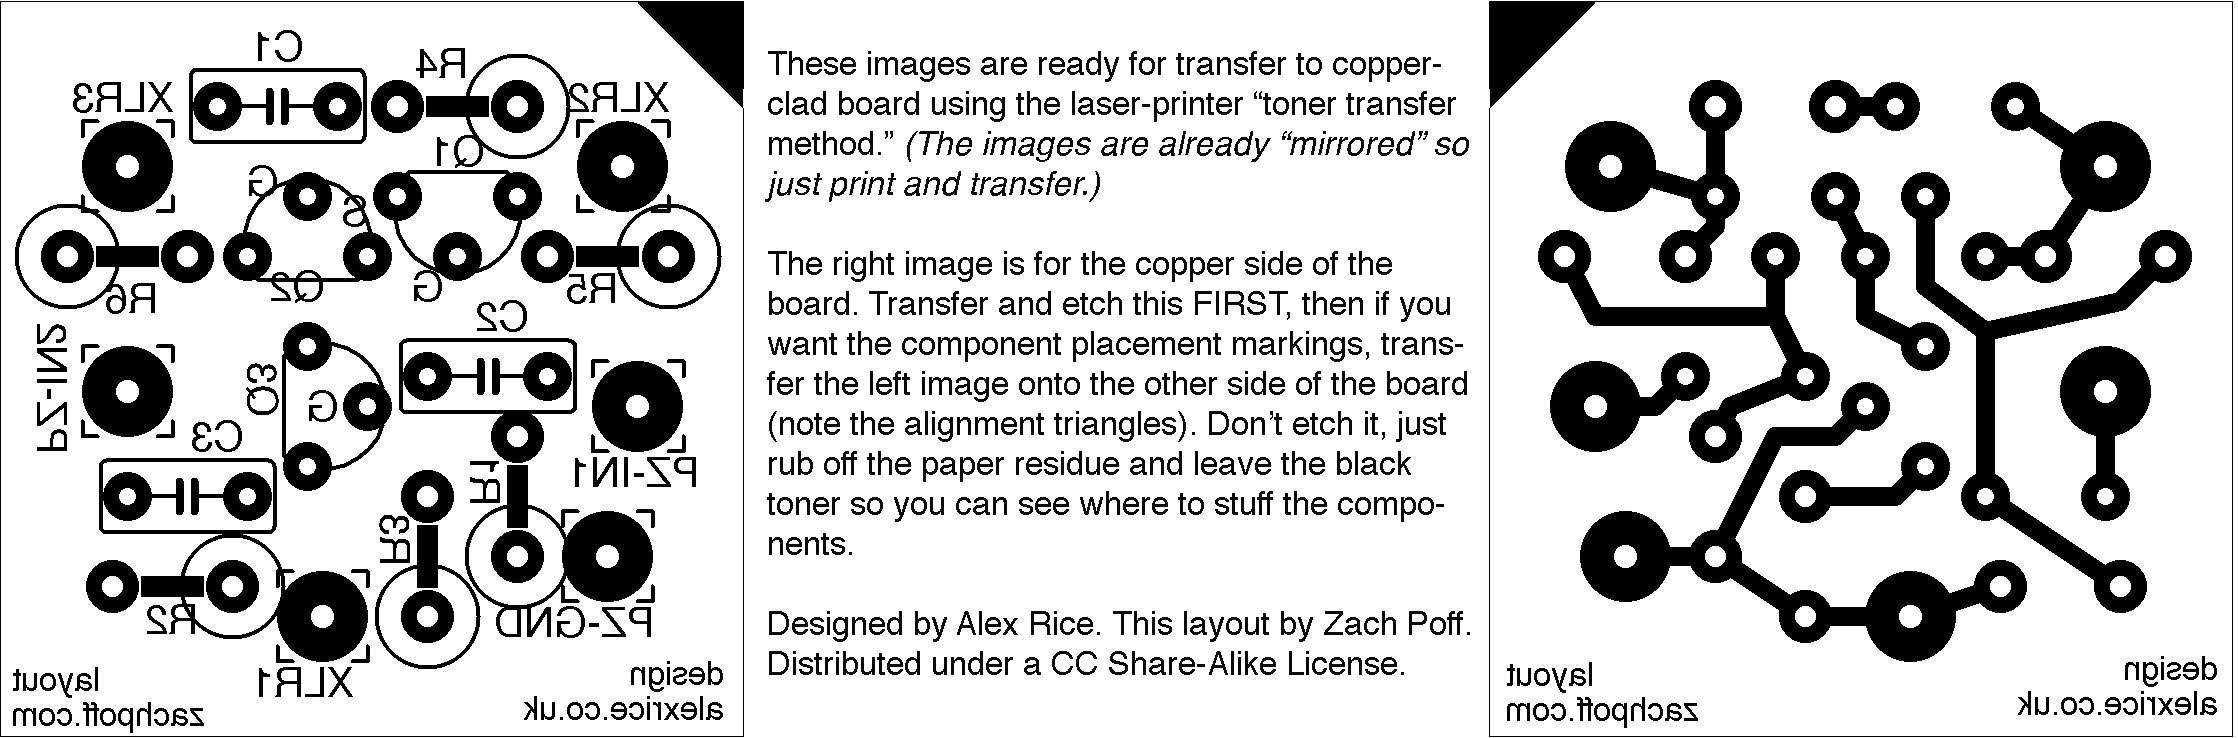 C1
R4
XLR3
XLR2
Q1
G
S
Q2
G
R6
R5
C2
PZ-IN2
Q3
G
C3
R1
PZ-IN1
R3
R2
PZ-GND
XLR1
layout
zachpoff.com
design
alexrice.co.uk
These images are ready for transfer to copper-
clad board using the laser-printer “toner transfer
method.” (The images are already “mirrored” so
just print and transfer.)
The right image is for the copper side of the
board. Transfer and etch this FIRST, then if you
want the component placement markings, trans-
fer the left image onto the other side of the board
(note the alignment triangles). Don’t etch it, just
rub off the paper residue and leave the black
toner so you can see where to stuff the compo-
nents.
Designed by Alex Rice. This layout by Zach Poff.
Distributed under a CC Share-Alike License.
layout
zachpoff.com
design
alexrice.co.uk